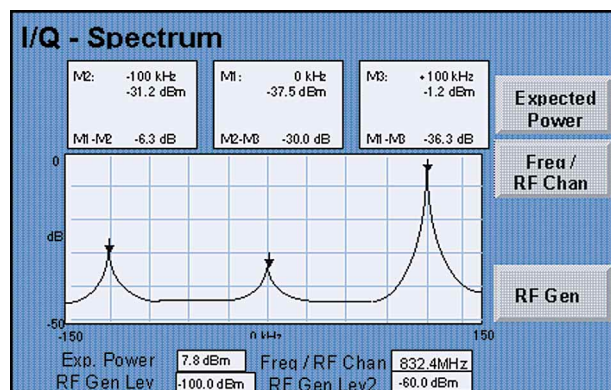 I/Q - Spectrum
M2: -100 kHz
-31.2 dBm
M1-M2 -6.3 dB
M1: 0 kHz
-37.5 dBm
M2-M3 -30.0 dB
M3: +100 kHz
-1.2 dBm
M1-M3 -36.3 dB
Expected
Power
Freq /
RF Chan
RF Gen
0
dB
-50
-150
0 kHz
150
Exp. Power 7.8 dBm Freq / RF Chan 832.4MHz
RF Gen Lev -100.0 dBm RF Gen Lev2 -60.0 dBm